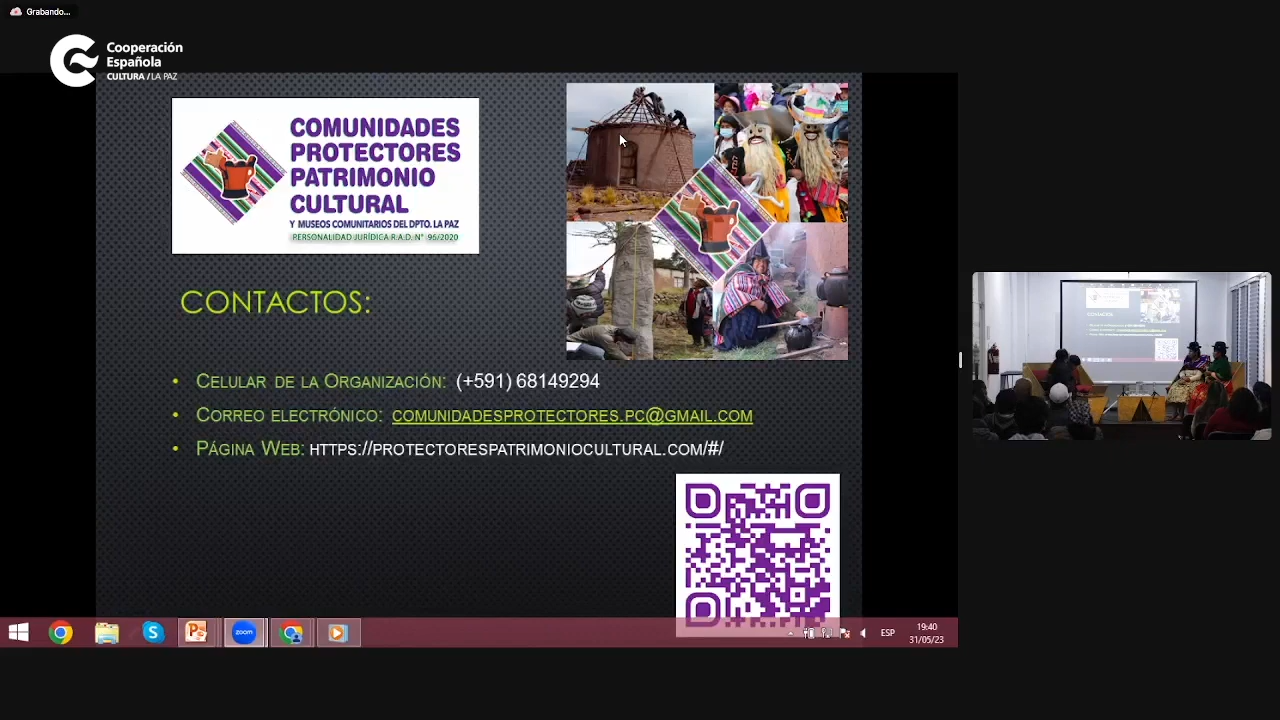 Grabando...
Cooperación
Española
CULTURA / LA PAZ
COMUNIDADES
PROTECTORES
PATRIMONIO
CULTURAL
Y MUSEOS COMUNITARIOS DEL DPTO. LA PAZ
PERSONALIDAD JURÍDICA R.A.D. N° 96/2020
CONTACTOS:
• CELULAR DE LA ORGANIZACIÓN: (+591) 68149294
• CORREO ELECTRÓNICO: COMUNIDADESPROTECTORES.PC@GMAIL.COM
• PÁGINA WEB: HTTPS://PROTECTORESPATRIMONIOCULTURAL.COM/#/
zoom
ESP
19:40
31/05/23
CONTACTOS